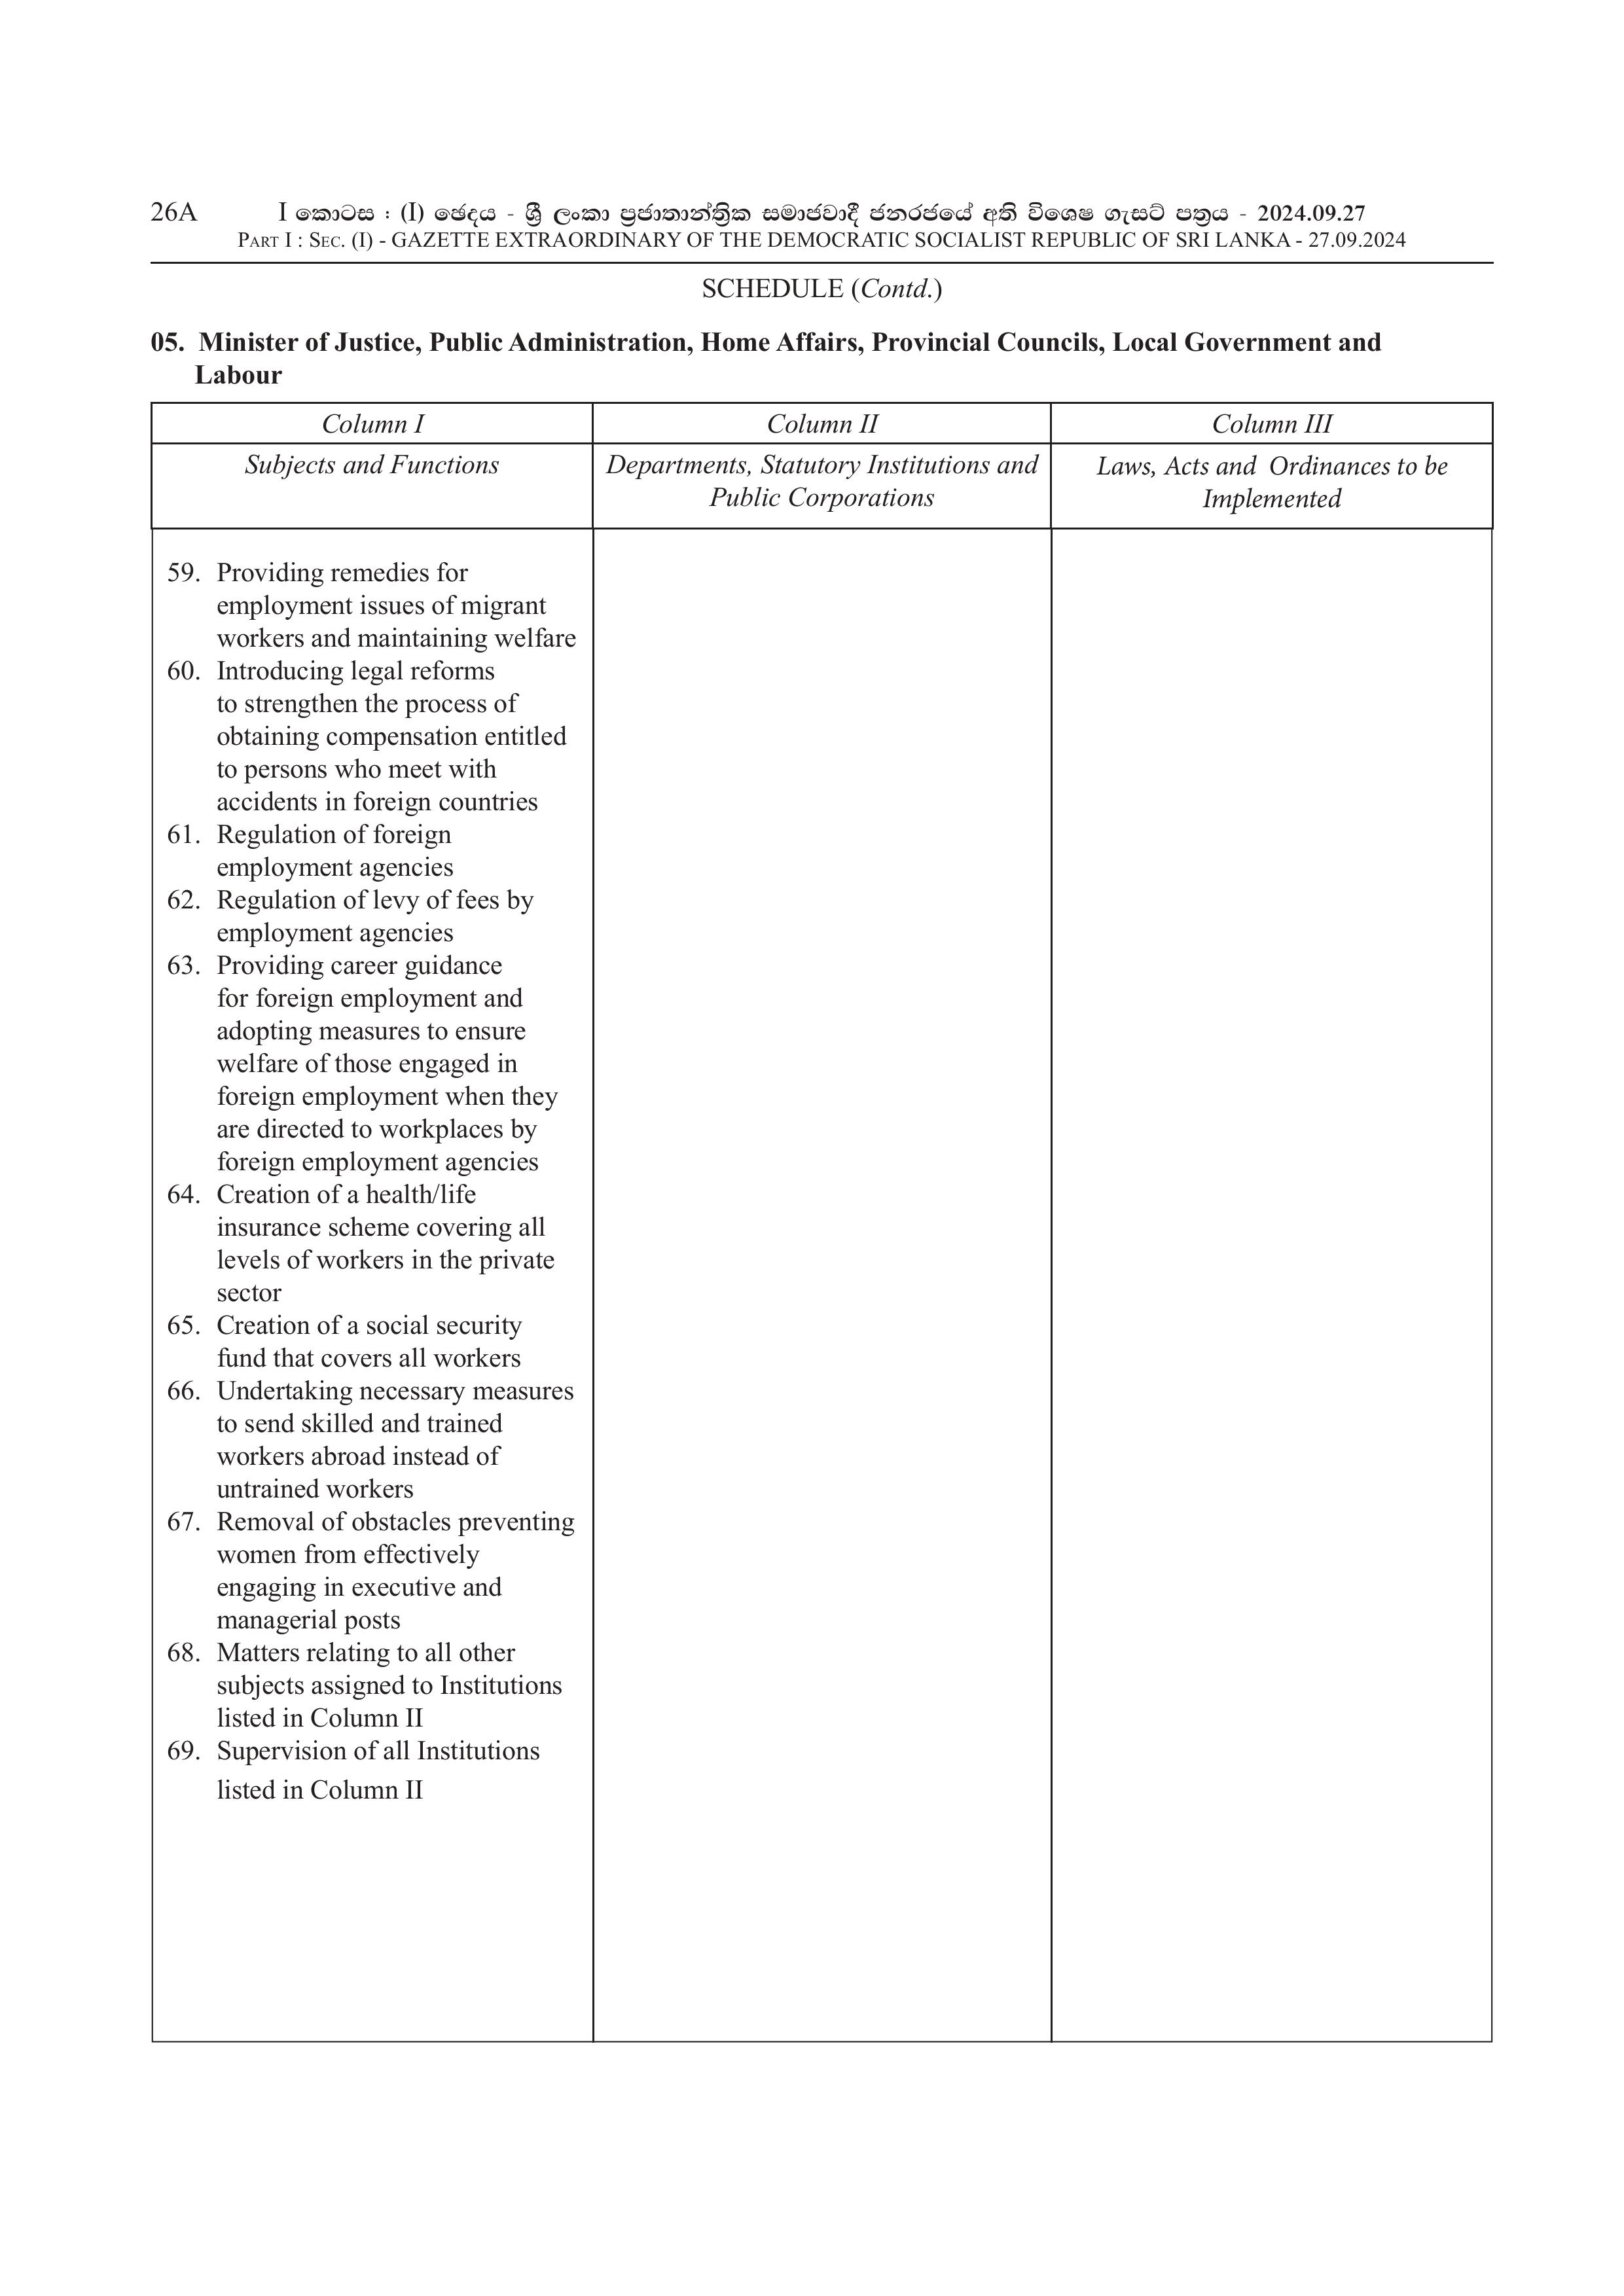 26A I කොටස : (I) ඡේදය - ශ්‍රී ලංකා ප්‍රජාතාන්ත්‍රික සමාජවාදී ජනරජයේ අති විශෙෂ ගැසට් පත්‍රය - 2024.09.27
PART I : SEC. (I) - GAZETTE EXTRAORDINARY OF THE DEMOCRATIC SOCIALIST REPUBLIC OF SRI LANKA - 27.09.2024
SCHEDULE (Contd.)
05. Minister of Justice, Public Administration, Home Affairs, Provincial Councils, Local Government and
Labour
Column I
Column II
Column III
Subjects and Functions
Departments, Statutory Institutions and
Public Corporations
Laws, Acts and Ordinances to be
Implemented
59. Providing remedies for
employment issues of migrant
workers and maintaining welfare
60. Introducing legal reforms
to strengthen the process of
obtaining compensation entitled
to persons who meet with
accidents in foreign countries
61. Regulation of foreign
employment agencies
62. Regulation of levy of fees by
employment agencies
63. Providing career guidance
for foreign employment and
adopting measures to ensure
welfare of those engaged in
foreign employment when they
are directed to workplaces by
foreign employment agencies
64. Creation of a health/life
insurance scheme covering all
levels of workers in the private
sector
65. Creation of a social security
fund that covers all workers
66. Undertaking necessary measures
to send skilled and trained
workers abroad instead of
untrained workers
67. Removal of obstacles preventing
women from effectively
engaging in executive and
managerial posts
68. Matters relating to all other
subjects assigned to Institutions
listed in Column II
69. Supervision of all Institutions
listed in Column II